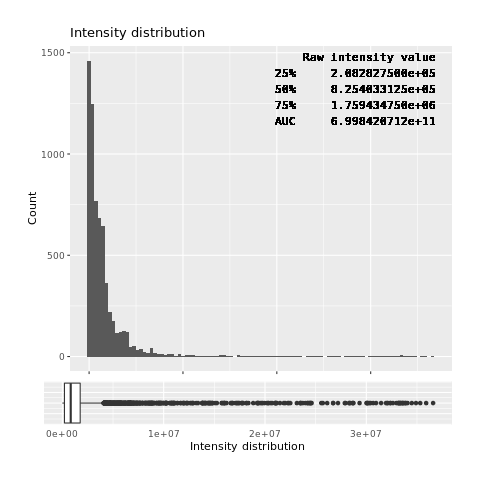 Intensity distribution
Raw intensity value
25% 2.082827500e+05
50% 8.254033125e+05
75% 1.759434750e+06
AUC 6.998420712e+11
1500
1000
500
0
Count
0e+00 1e+07 2e+07 3e+07
Intensity distribution